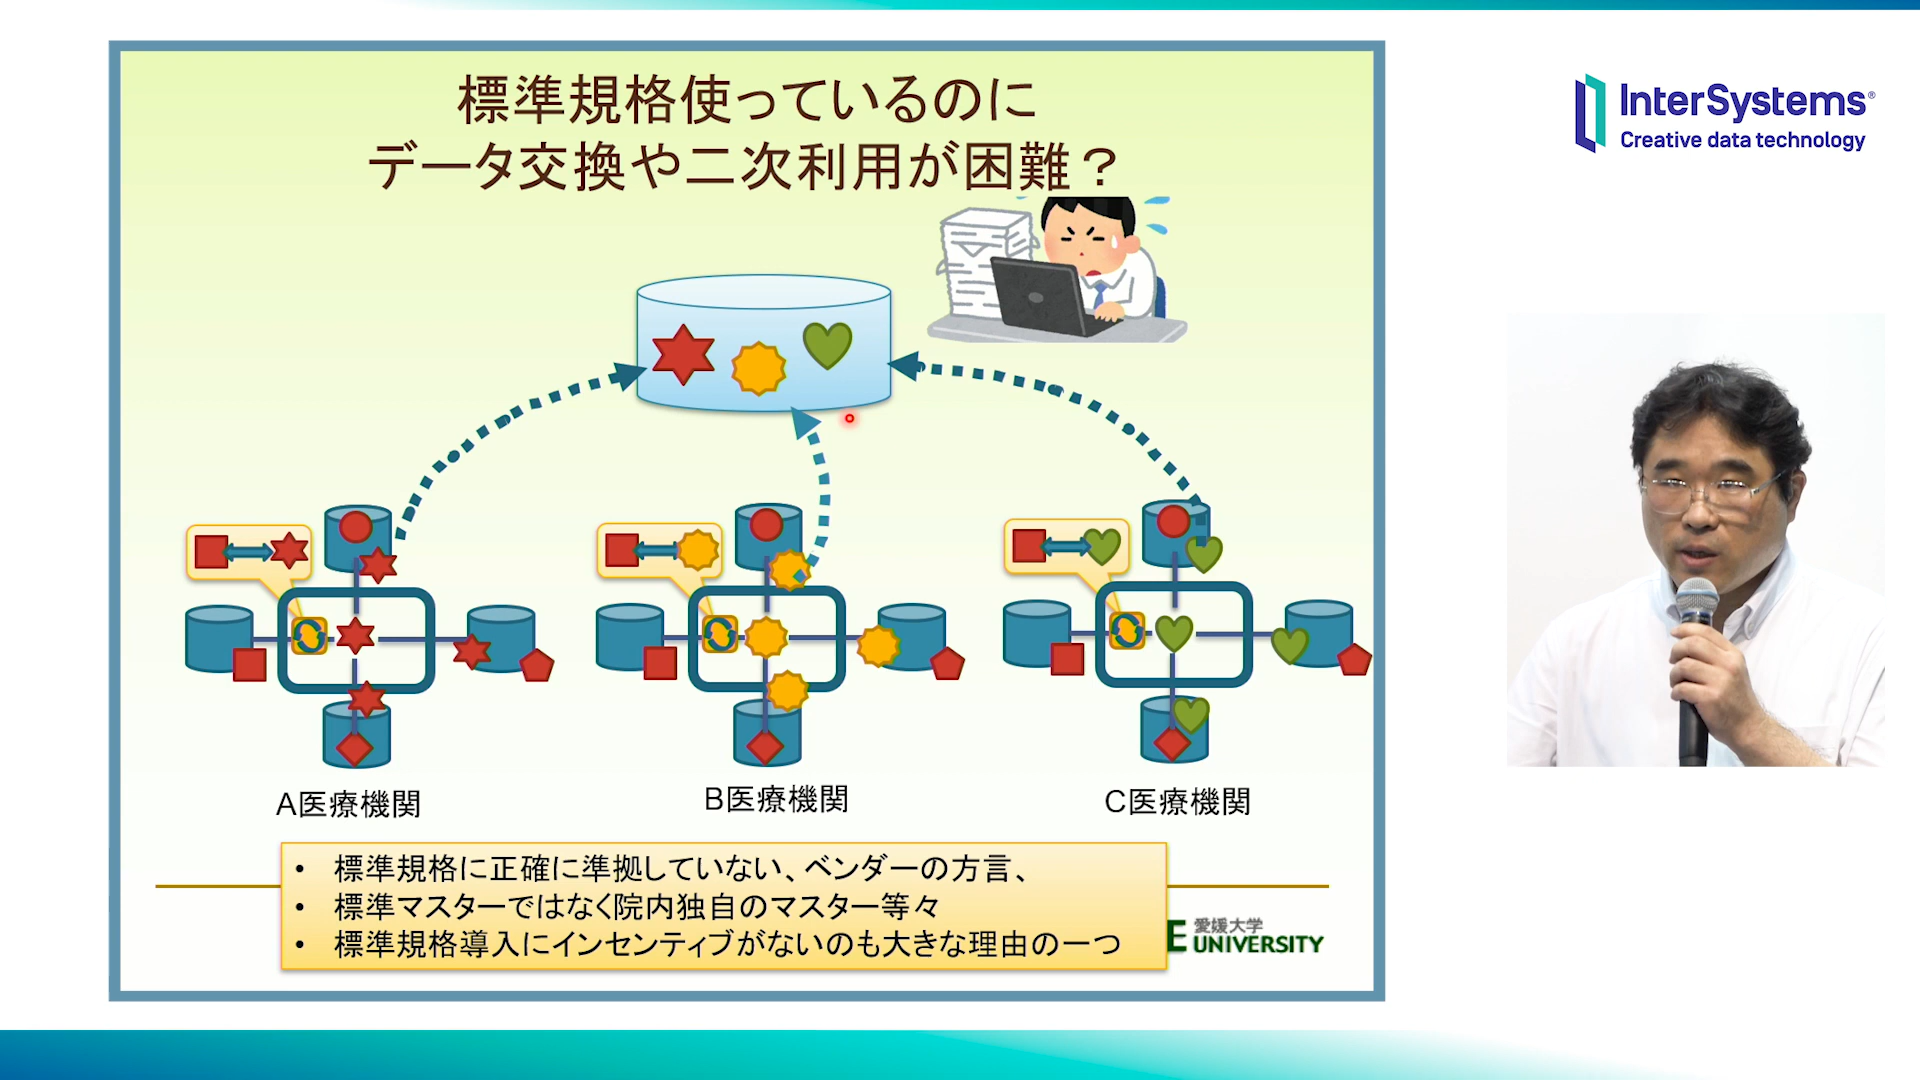 標準規格使っているのに
データ交換や二次利用が困難？
InterSystems®
Creative data technology
A医療機関
B医療機関
C医療機関
• 標準規格に正確に準拠していない、ベンダーの方言、
• 標準マスターではなく院内独自のマスター等々
• 標準規格導入にインセンティブがないのも大きな理由の一つ
愛媛大学
E UNIVERSITY